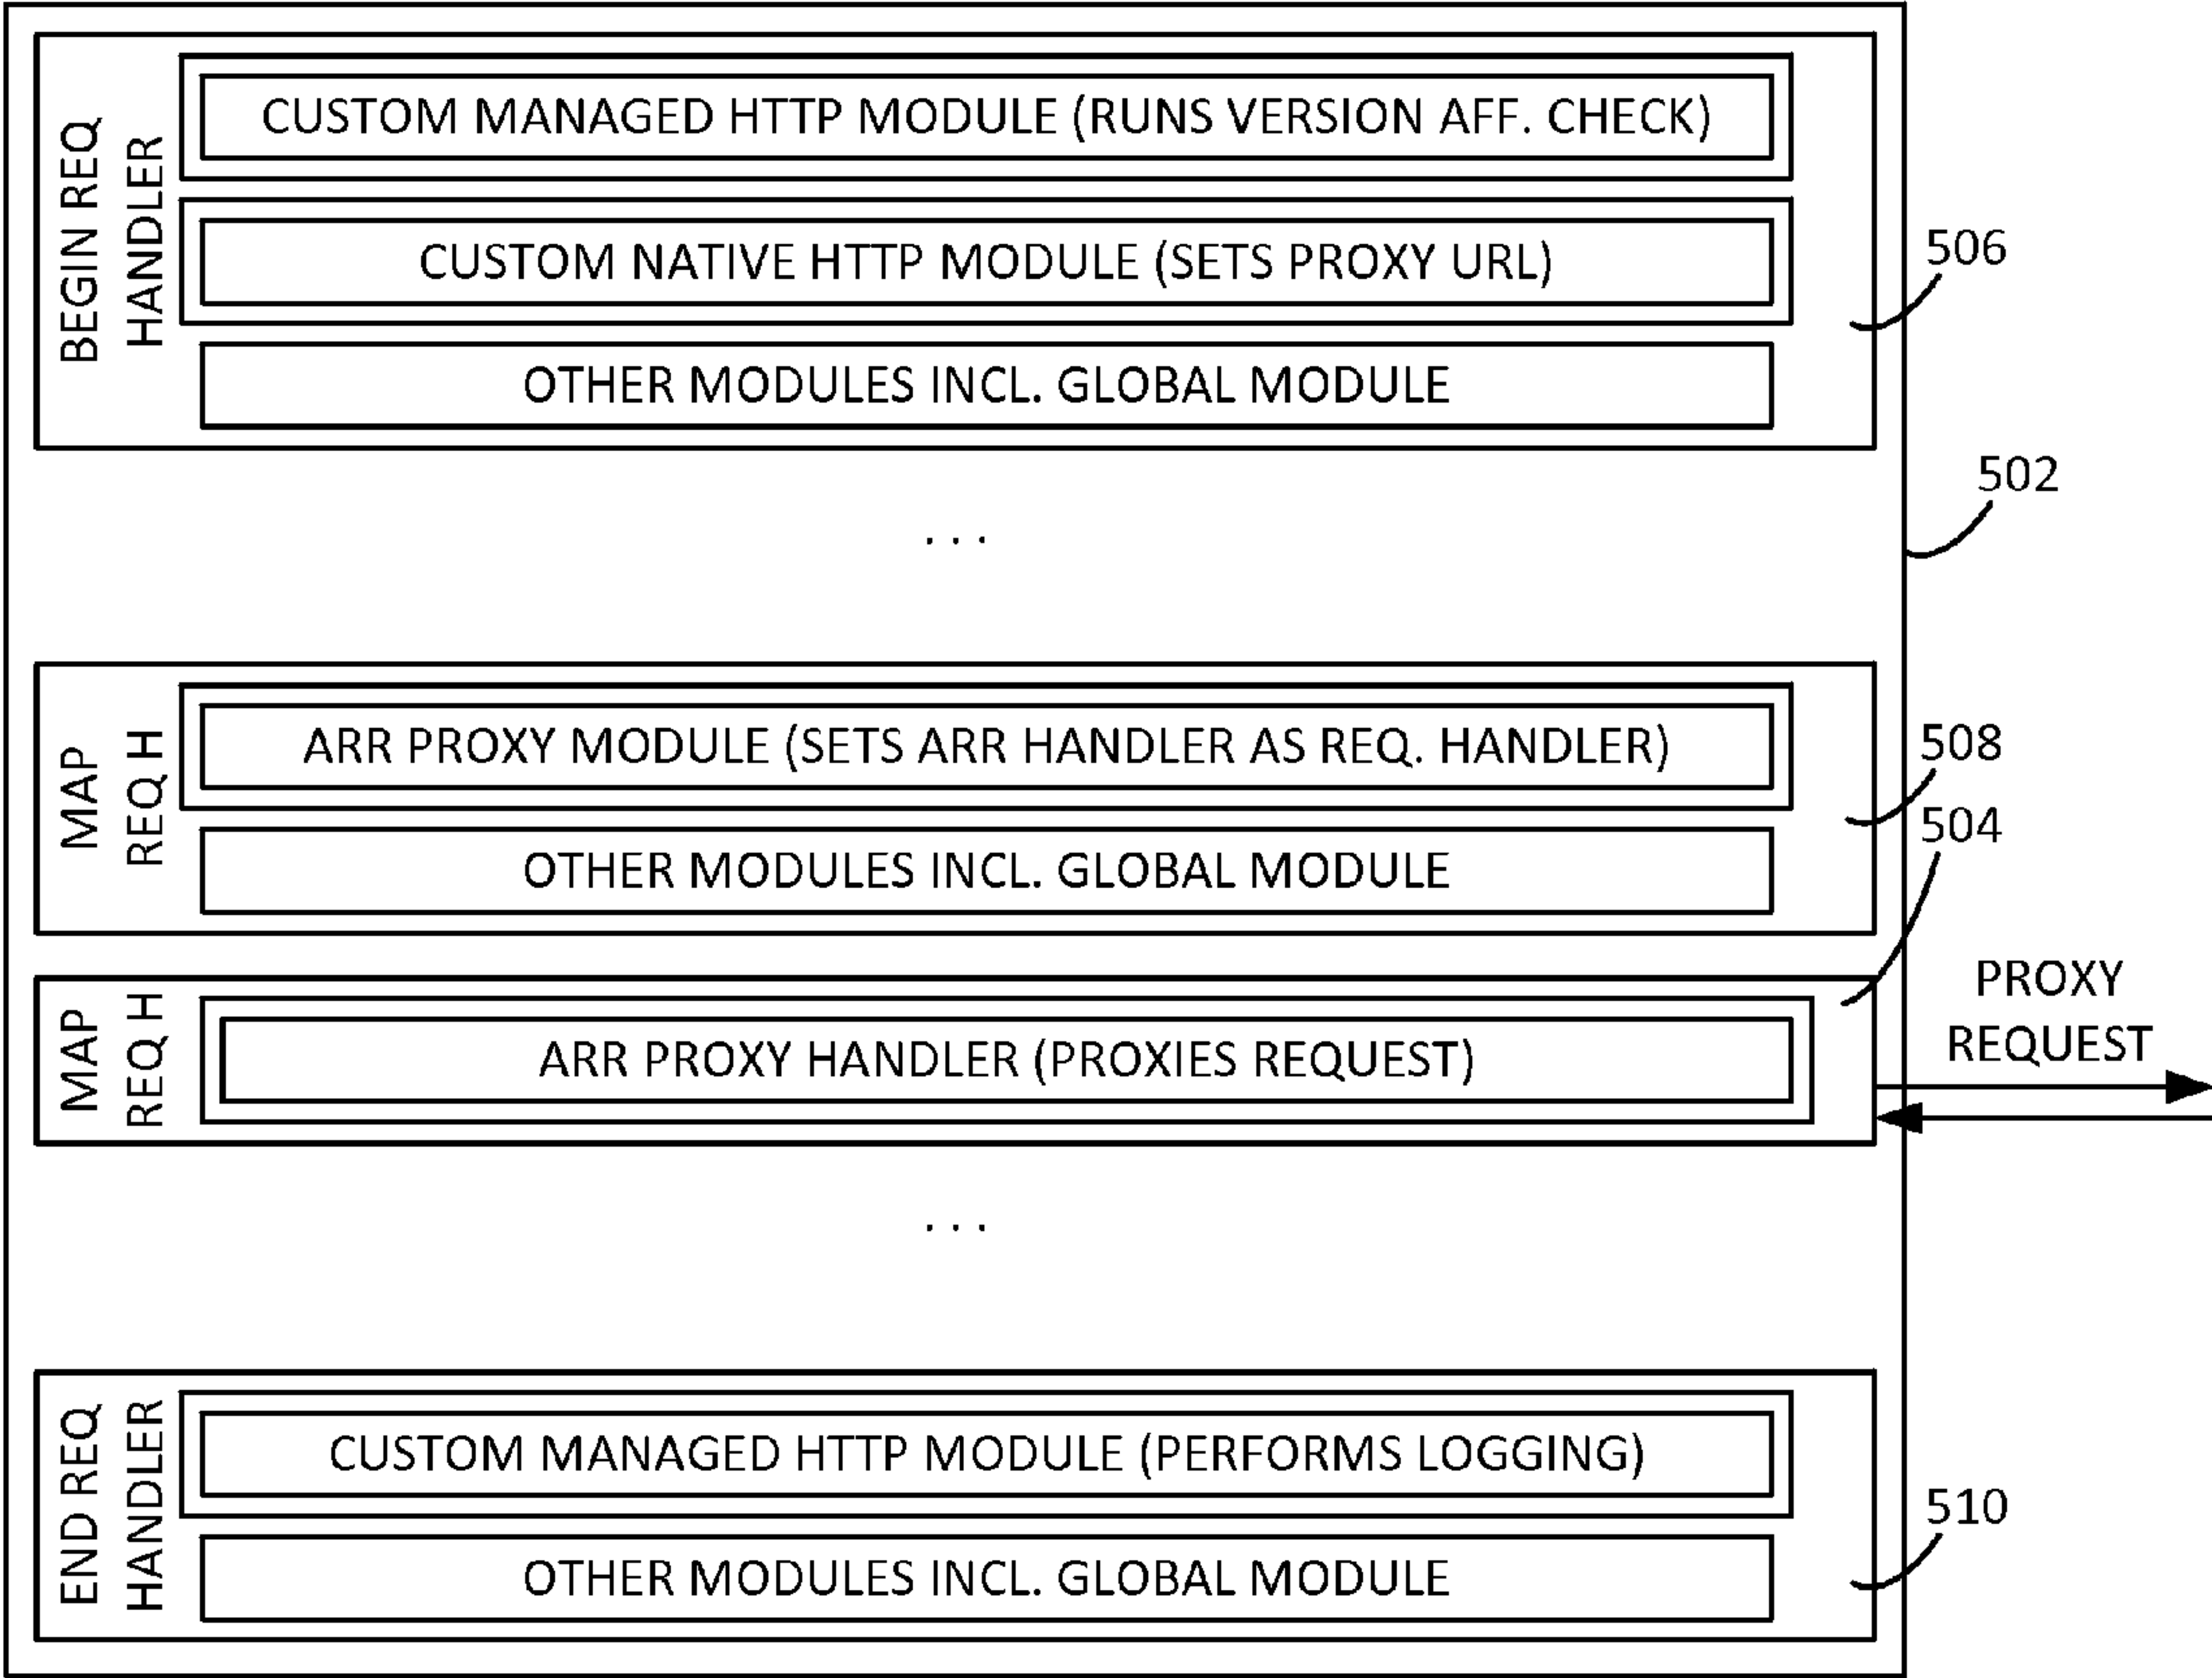 BEGIN REQ
HANDLER
CUSTOM MANAGED HTTP MODULE (RUNS VERSION AFF. CHECK)
CUSTOM NATIVE HTTP MODULE (SETS PROXY URL)
OTHER MODULES INCL. GLOBAL MODULE
506
502
...
MAP
REQ H
ARR PROXY MODULE (SETS ARR HANDLER AS REQ. HANDLER)
OTHER MODULES INCL. GLOBAL MODULE
508
504
MAP
REQ H
ARR PROXY HANDLER (PROXIES REQUEST)
PROXY
REQUEST
...
END REQ
HANDLER
CUSTOM MANAGED HTTP MODULE (PERFORMS LOGGING)
OTHER MODULES INCL. GLOBAL MODULE
510